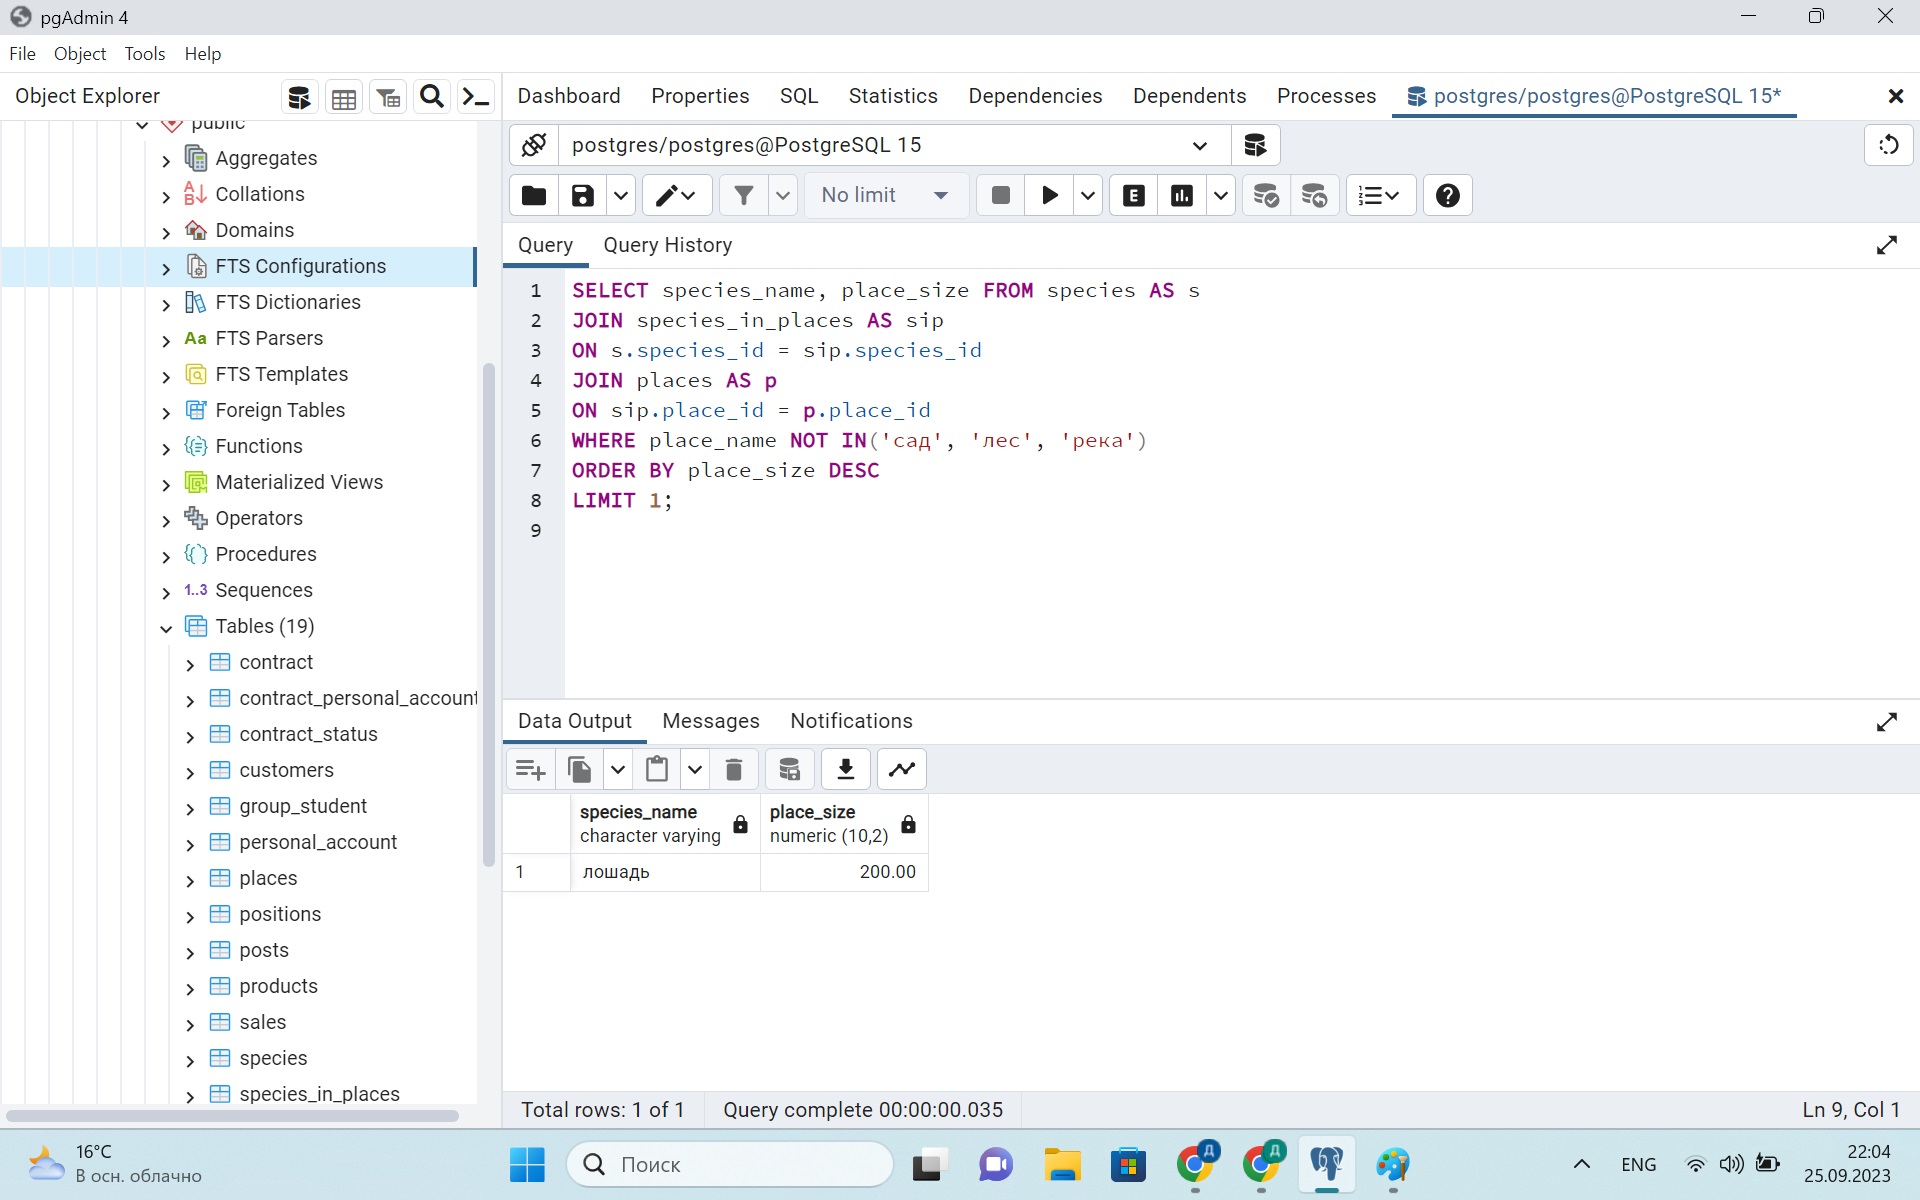 pgAdmin 4
File Object Tools Help
Object Explorer
Dashboard Properties SQL Statistics Dependencies Dependents Processes postgres/postgres@PostgreSQL 15*
public
Aggregates
Collations
Domains
FTS Configurations
FTS Dictionaries
Aa FTS Parsers
FTS Templates
Foreign Tables
Functions
Materialized Views
Operators
Procedures
1..3 Sequences
Tables (19)
contract
contract_personal_account
contract_status
customers
group_student
personal_account
places
positions
posts
products
sales
species
species_in_places
postgres/postgres@PostgreSQL 15
No limit
E
Query Query History
1 SELECT species_name, place_size FROM species AS s
2 JOIN species_in_places AS sip
3 ON s.species_id = sip.species_id
4 JOIN places AS p
5 ON sip.place_id = p.place_id
6 WHERE place_name NOT IN('сад', 'лес', 'река')
7 ORDER BY place_size DESC
8 LIMIT 1;
9
Data Output Messages Notifications
species_name place_size
character varying numeric (10,2)
1 лошадь 200.00
Total rows: 1 of 1 Query complete 00:00:00.035 Ln 9, Col 1
16°C
В осн. облачно
Поиск
Д Д
ENG
22:04
25.09.2023